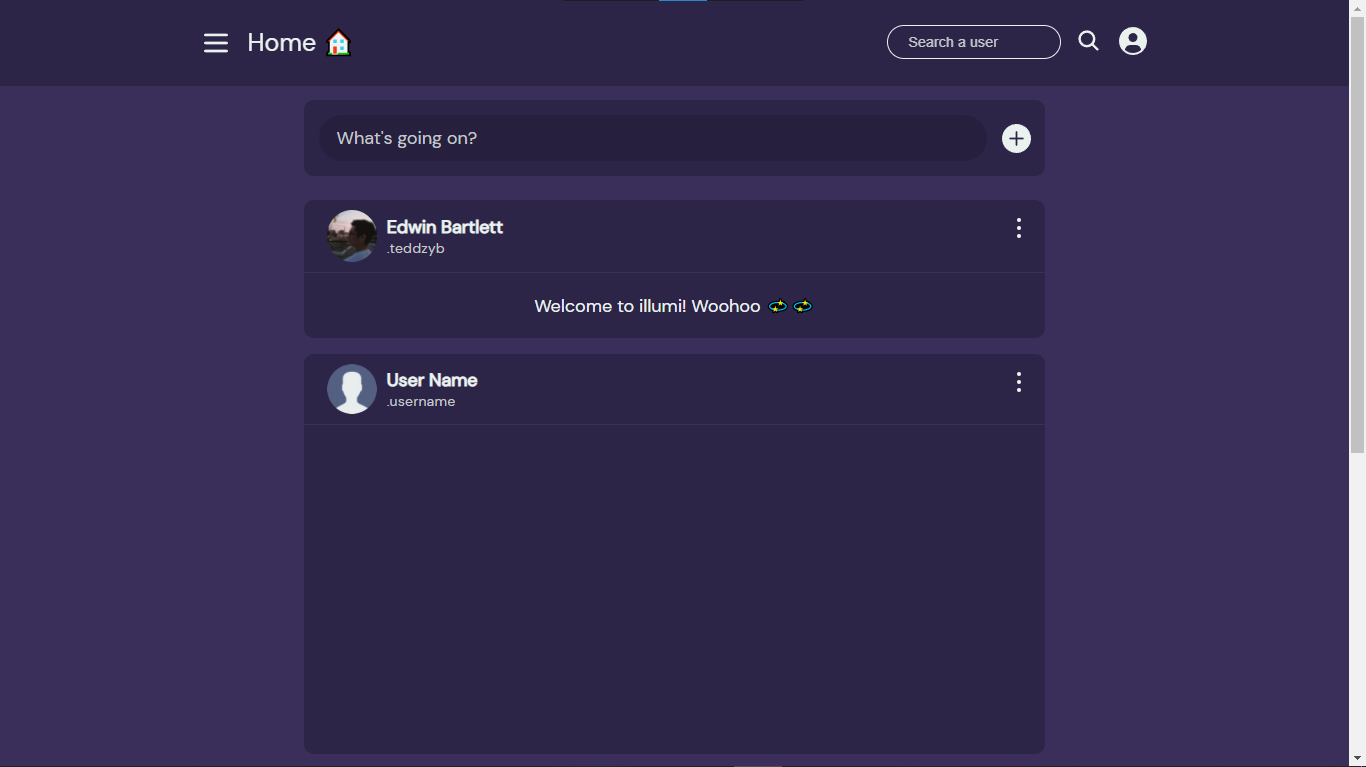 Home 🏠
Search a user
What's going on?
Edwin Bartlett
.teddzyb
Welcome to illumi! Woohoo 💫 💫
User Name
.username